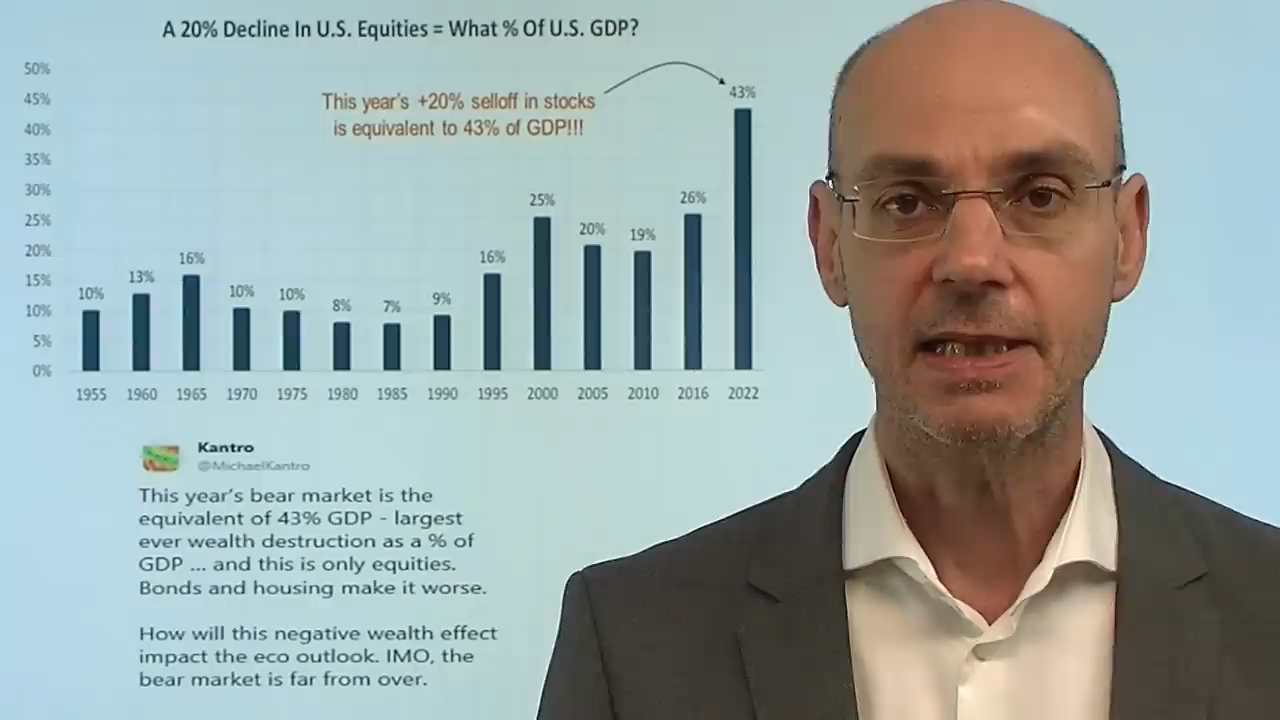 A 20% Decline In U.S. Equities = What % Of U.S. GDP?
50%
45%
40%
35%
30%
25%
20%
15%
10%
5%
0%
This year's +20% selloff in stocks
is equivalent to 43% of GDP!!!
10%
13%
16%
10%
10%
8%
7%
9%
16%
25%
20%
19%
26%
43%
1955 1960 1965 1970 1975 1980 1985 1990 1995 2000 2005 2010 2016 2022
Kantro
@MichaelKantro
This year's bear market is the
equivalent of 43% GDP - largest
ever wealth destruction as a % of
GDP ... and this is only equities.
Bonds and housing make it worse.
How will this negative wealth effect
impact the eco outlook. IMO, the
bear market is far from over.